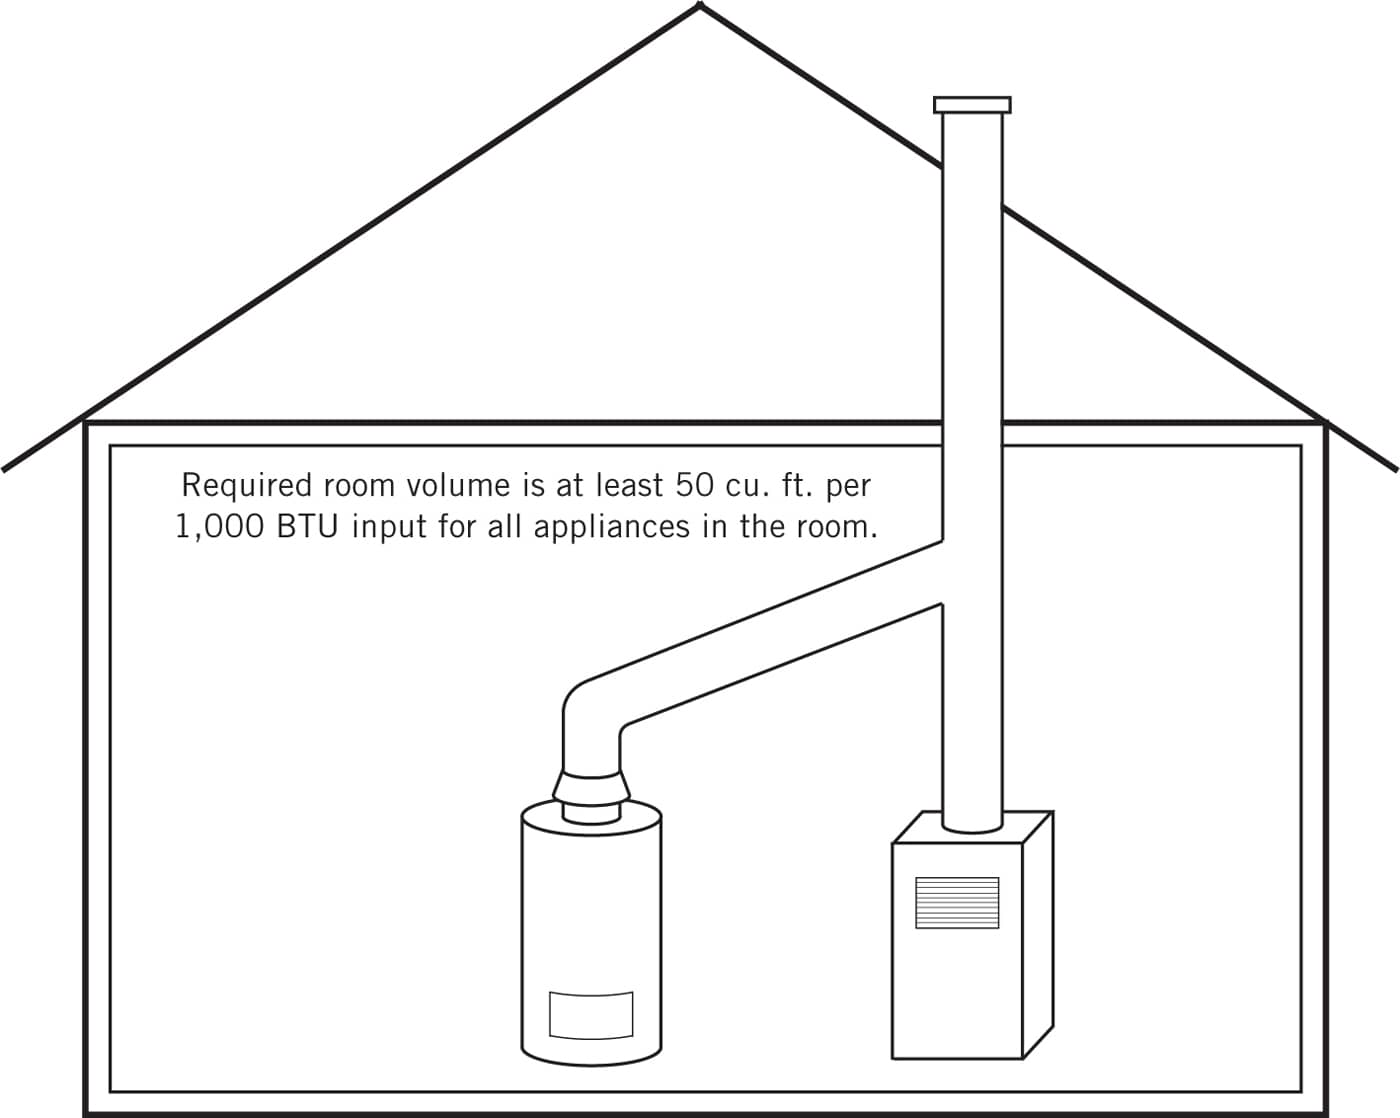 Required room volume is at least 50 cu. ft. per
1,000 BTU input for all appliances in the room.